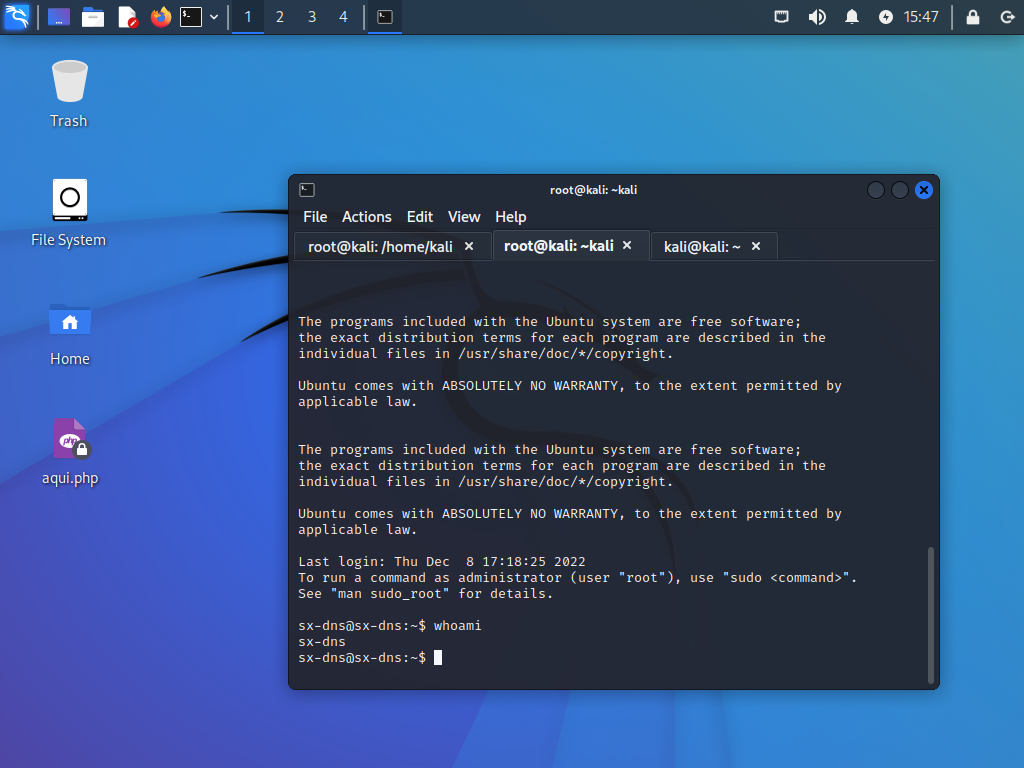 1 2 3 4
15:47
Trash
File System
Home
php
aqui.php
root@kali: ~kali
File Actions Edit View Help
root@kali: /home/kali
root@kali: ~kali
kali@kali: ~
The programs included with the Ubuntu system are free software;
the exact distribution terms for each program are described in the
individual files in /usr/share/doc/*/copyright.
Ubuntu comes with ABSOLUTELY NO WARRANTY, to the extent permitted by
applicable law.
The programs included with the Ubuntu system are free software;
the exact distribution terms for each program are described in the
individual files in /usr/share/doc/*/copyright.
Ubuntu comes with ABSOLUTELY NO WARRANTY, to the extent permitted by
applicable law.
Last login: Thu Dec  8 17:18:25 2022
To run a command as administrator (user "root"), use "sudo <command>".
See "man sudo_root" for details.
sx-dns@sx-dns:~$ whoami
sx-dns
sx-dns@sx-dns:~$